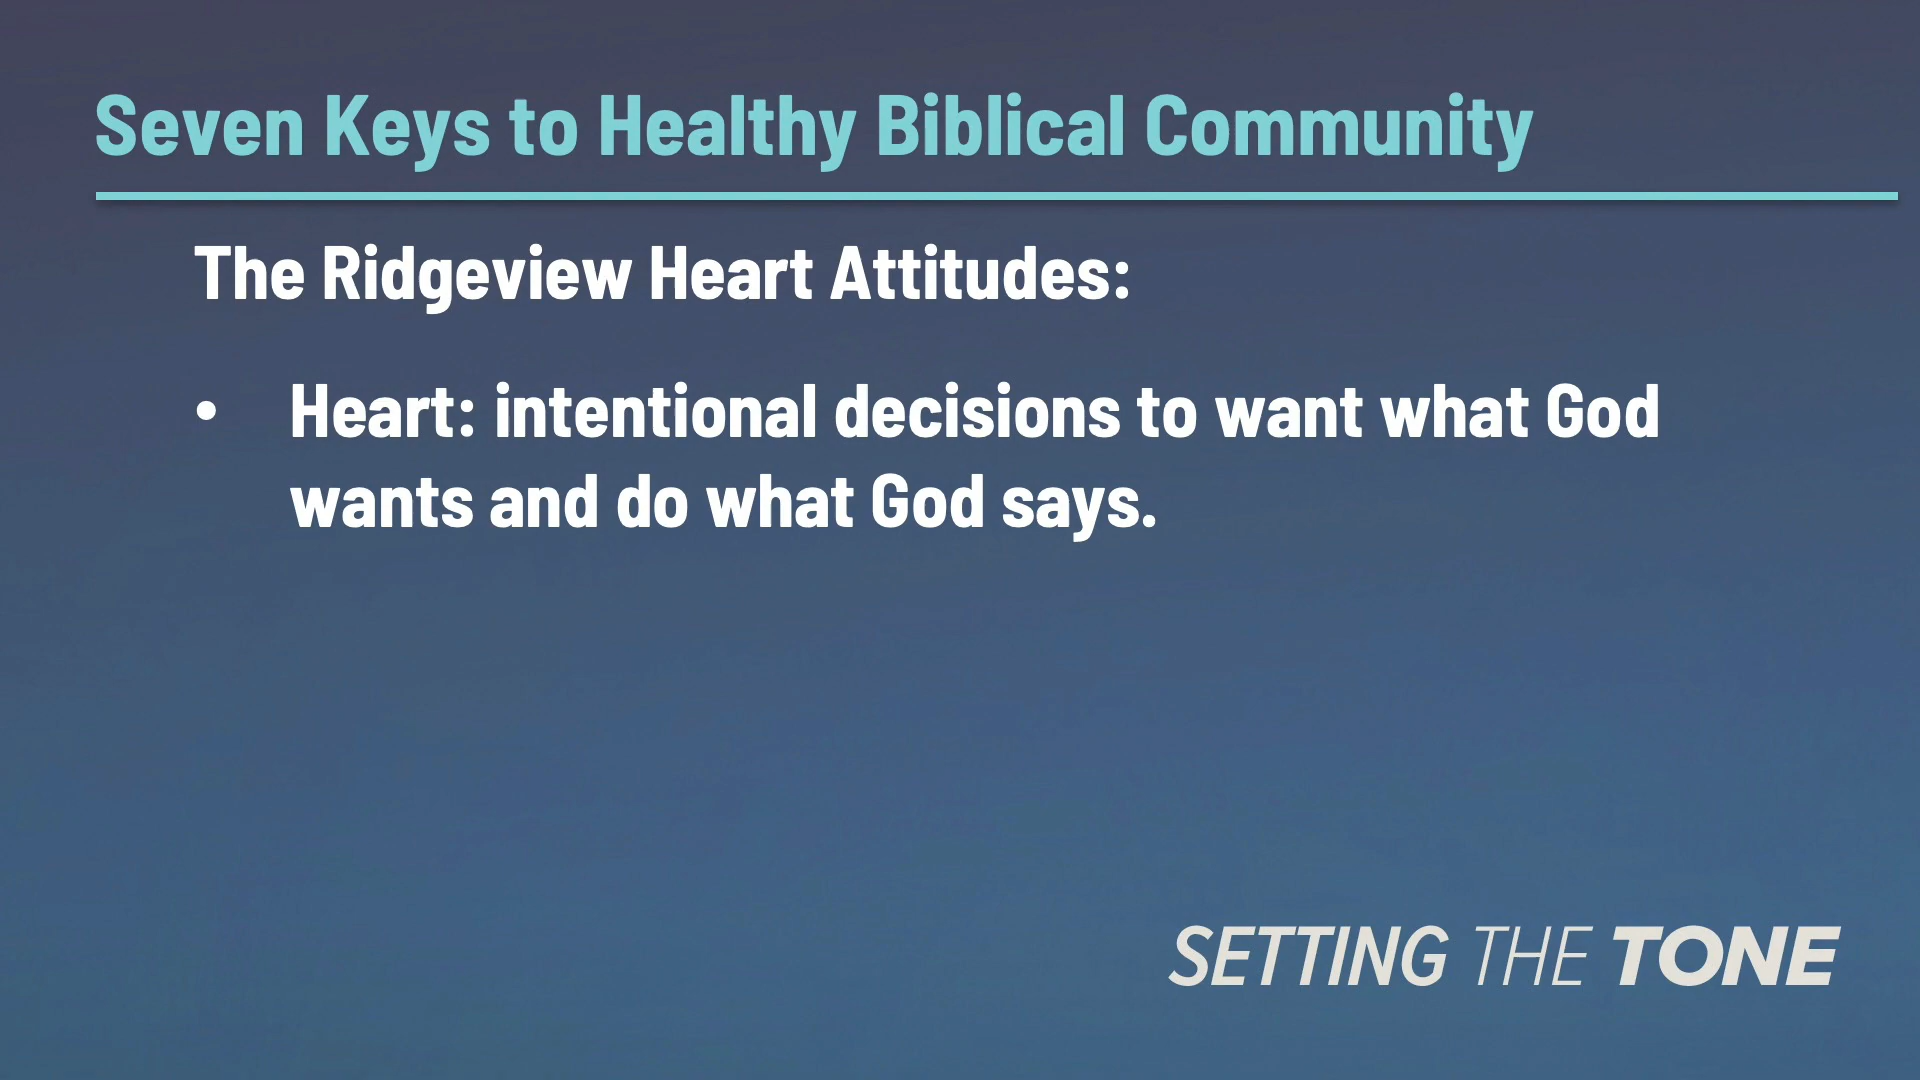 Seven Keys to Healthy Biblical Community
The Ridgeview Heart Attitudes:
• Heart: intentional decisions to want what God
wants and do what God says.
SETTING THE TONE